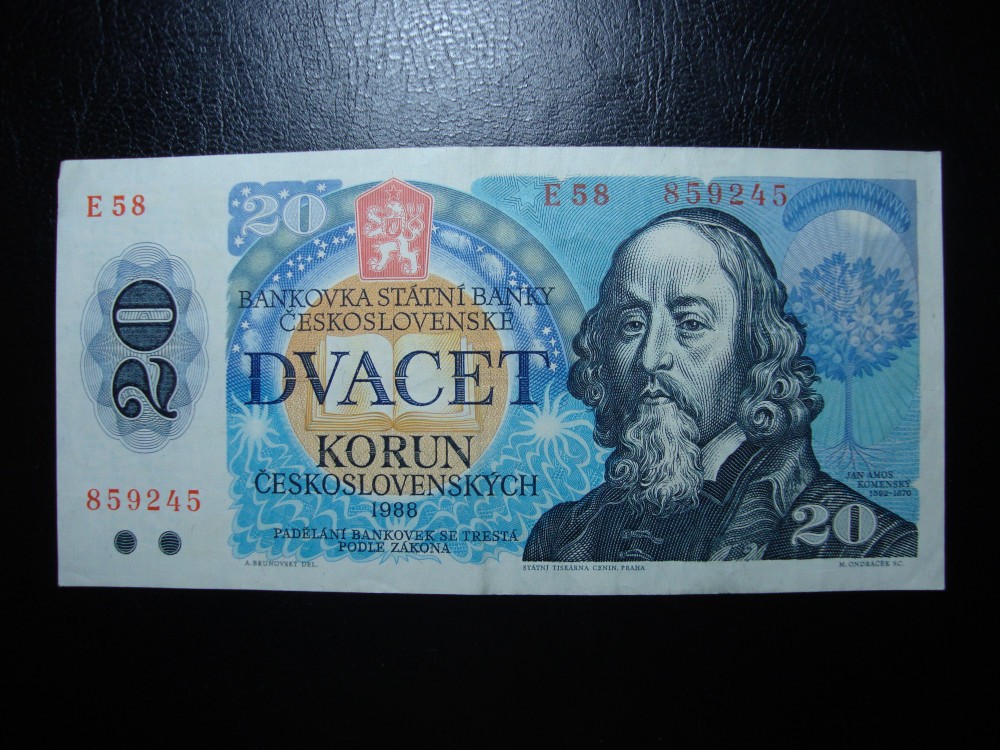 E 58
E 58 859245
20
BANKOVKA STÁTNÍ BANKY
ČESKOSLOVENSKÉ
20
DVACET
KORUN
ČESKOSLOVENSKÝCH
1988
JAN AMOS
KOMENSKÝ
1592-1670
859245
20
PADĚLÁNÍ BANKOVEK SE TRESTÁ
PODLE ZÁKONA
A. BRUNOVSKÝ DEL.
STÁTNÍ TISKÁRNA CENIN, PRAHA
M. ONDRÁČEK SC.